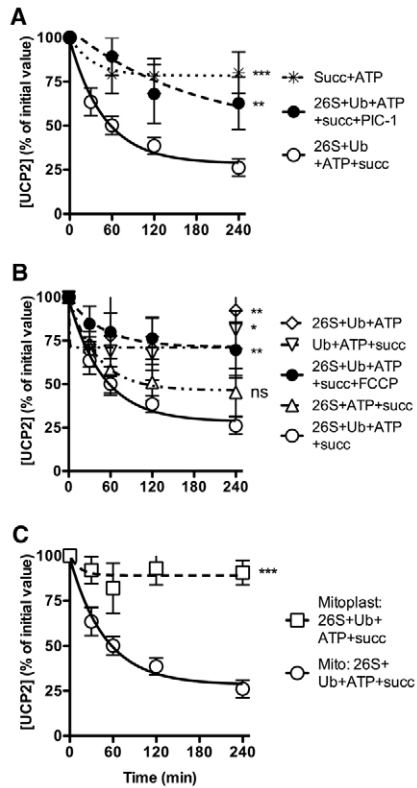 A
[UCP2] (% of initial value)
100
75
50
25
0
0 60 120 180 240
***
**
Succ+ATP
26S+Ub+ATP
+succ+PIC-1
26S+Ub
+ATP+succ
B
[UCP2] (% of initial value)
100
75
50
25
0
0 60 120 180 240
**
*
**
ns
26S+Ub+ATP
Ub+ATP+succ
26S+Ub+ATP
+succ+FCCP
26S+ATP+succ
26S+Ub+ATP
+succ
C
[UCP2] (% of initial value)
100
75
50
25
0
0 60 120 180 240
Time (min)
***
Mitoplast:
26S+Ub+
ATP+succ
Mito: 26S+
Ub+ATP+succ